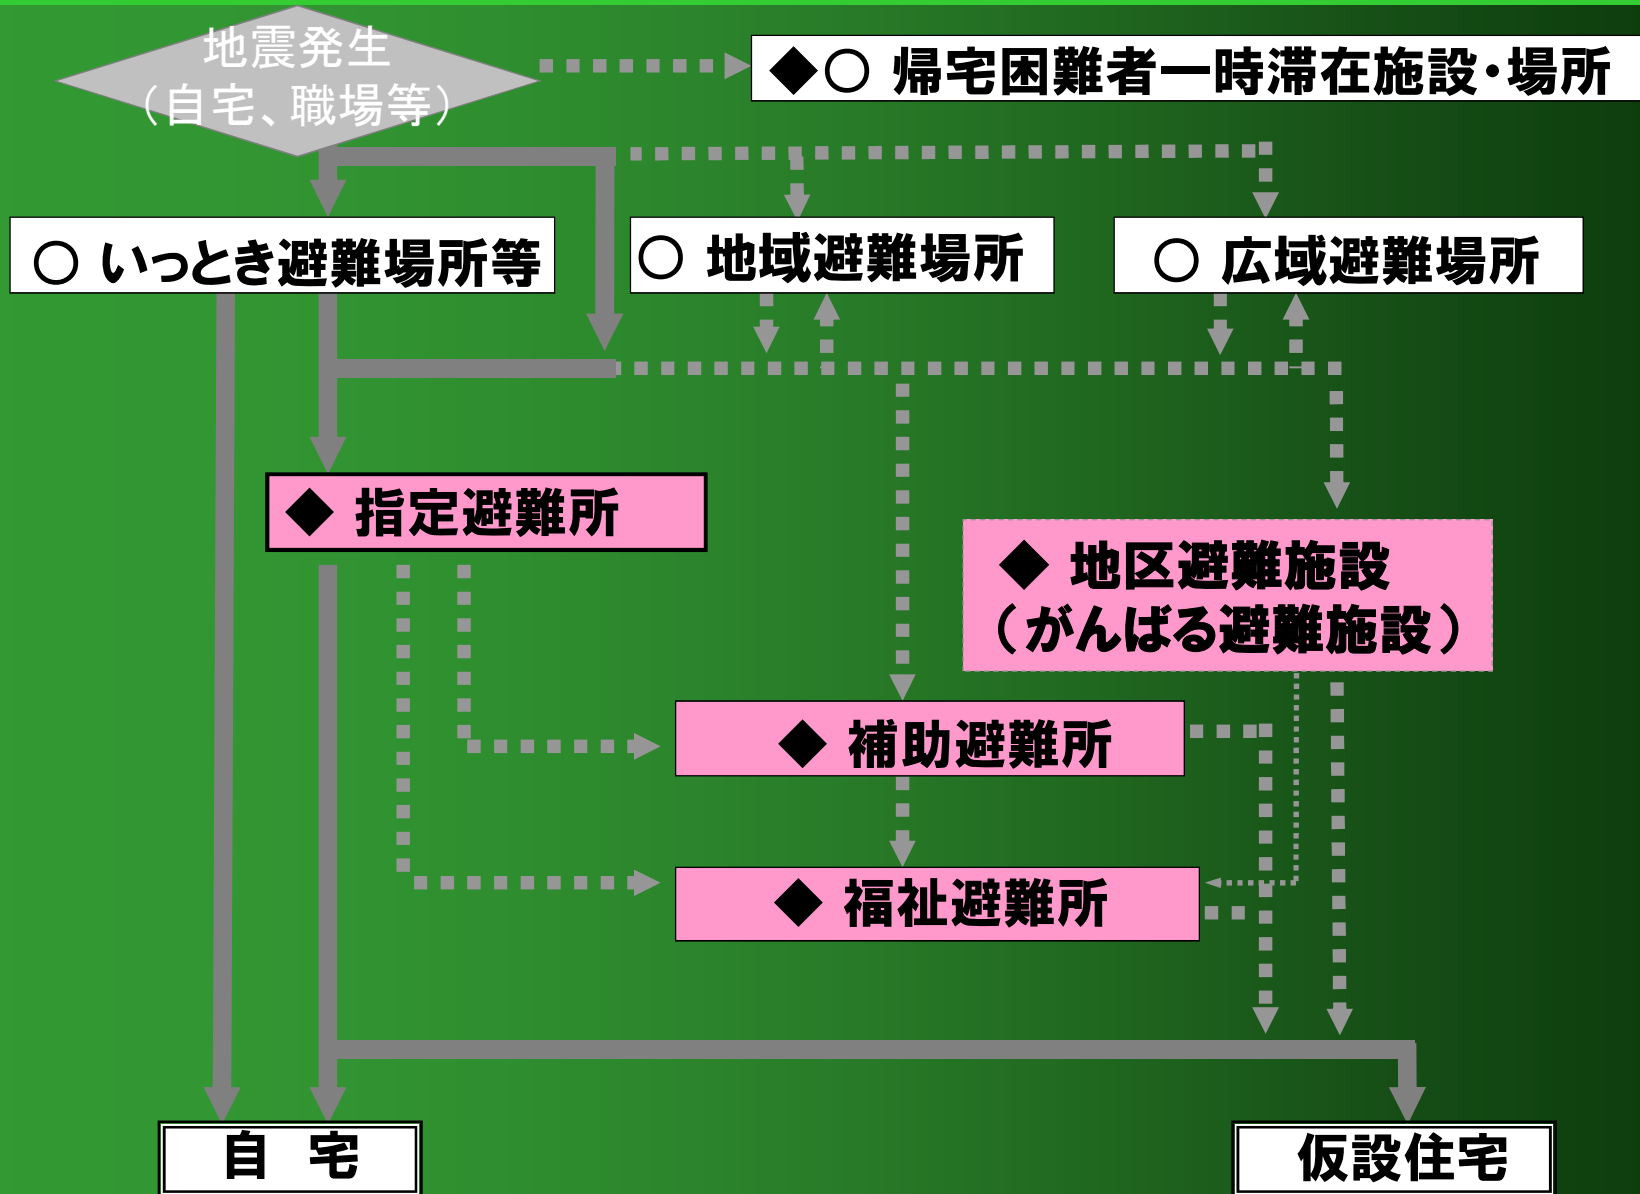 地震発生
（自宅、職場等）
◆○ 帰宅困難者一時滞在施設・場所
○ いっとき避難場所等
○ 地域避難場所
○ 広域避難場所
◆ 指定避難所
◆ 地区避難施設
（がんばる避難施設）
◆ 補助避難所
◆ 福祉避難所
自　宅
仮設住宅